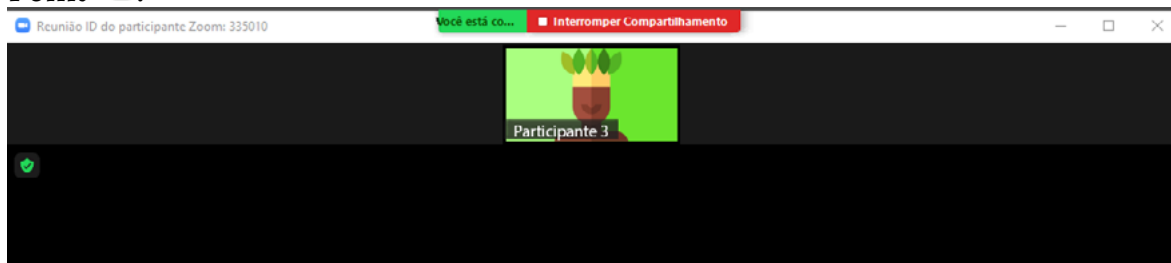 Reunião ID do participante Zoom: 335010
Você está co...
Interromper Compartilhamento
Participante 3